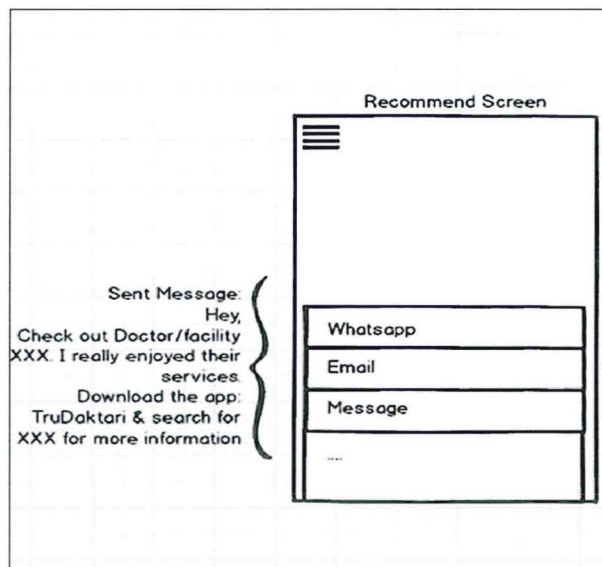 Recommend Screen
Sent Message:
Hey,
Check out Doctor/facility
XXX. I really enjoyed their
services.
Download the app:
TruDaktari & search for
XXX for more information
Whatsapp
Email
Message
....